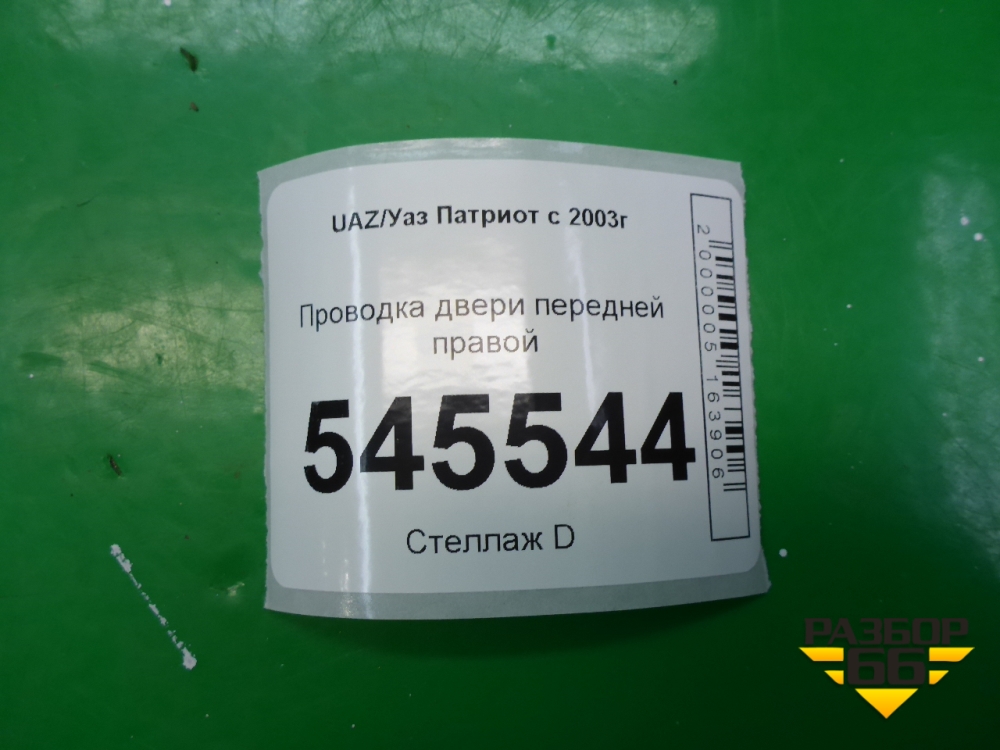 UAZ/Уаз Патриот с 2003г
Проводка двери передней
правой
545544
Стеллаж D
2000005163906
РАЗБОР
66